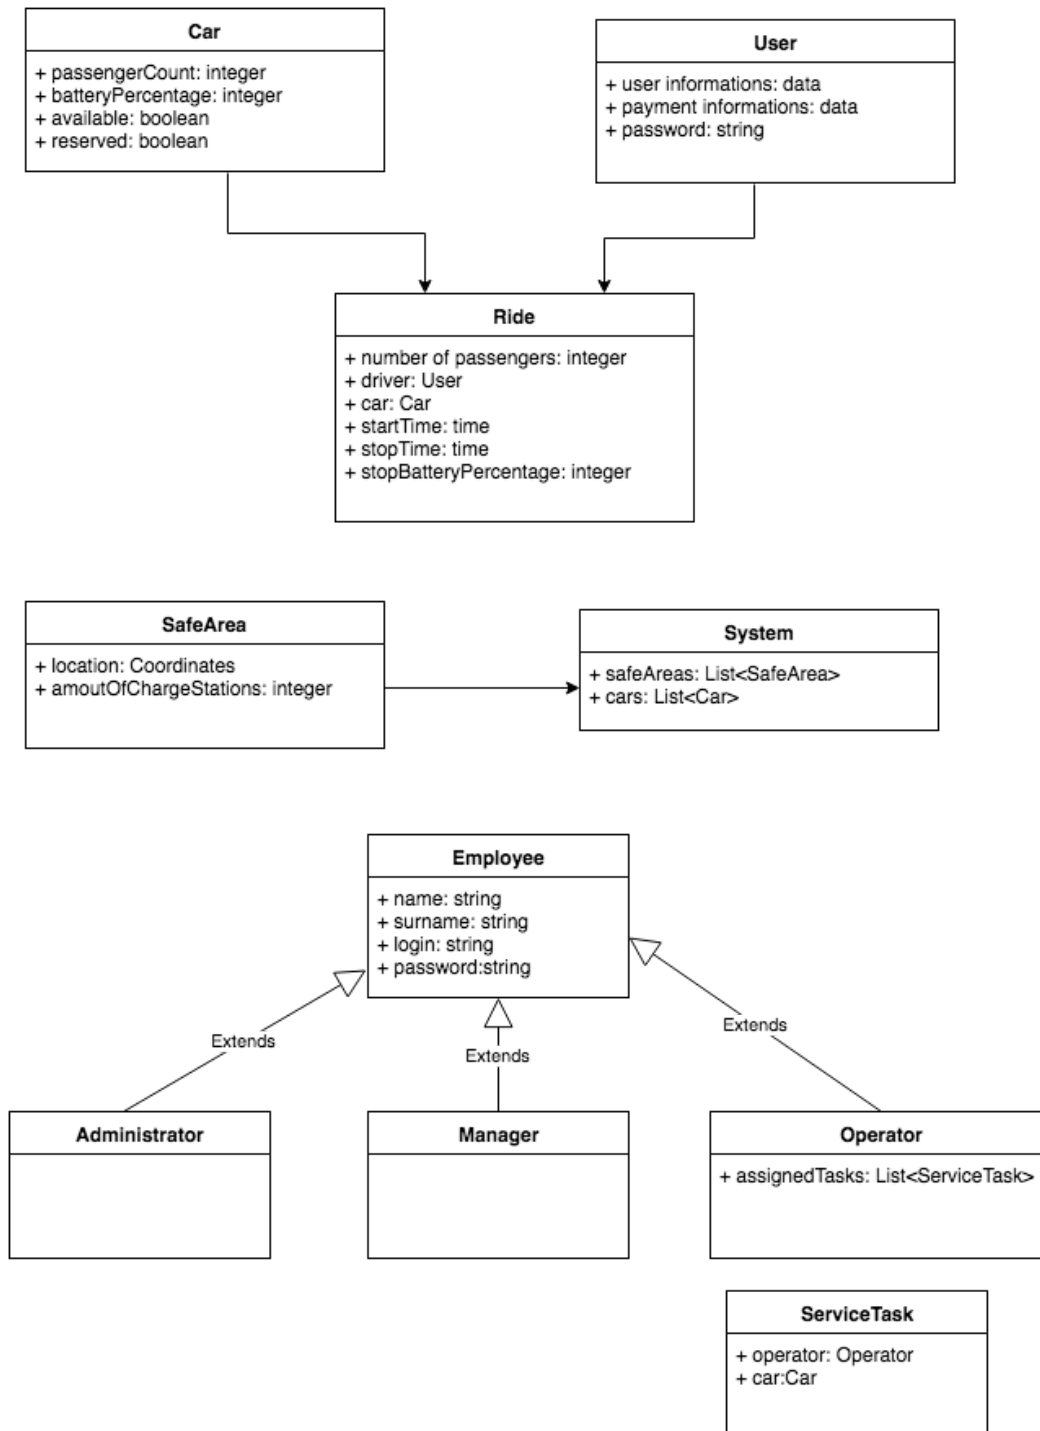 Car
+ passengerCount: integer
+ batteryPercentage: integer
+ available: boolean
+ reserved: boolean
User
+ user informations: data
+ payment informations: data
+ password: string
Ride
+ number of passengers: integer
+ driver: User
+ car: Car
+ startTime: time
+ stopTime: time
+ stopBatteryPercentage: integer
SafeArea
+ location: Coordinates
+ amoutOfChargeStations: integer
System
+ safeAreas: List<SafeArea>
+ cars: List<Car>
Employee
+ name: string
+ surname: string
+ login: string
+ password:string
Extends
Extends
Extends
Administrator
Manager
Operator
+ assignedTasks: List<ServiceTask>
ServiceTask
+ operator: Operator
+ car:Car